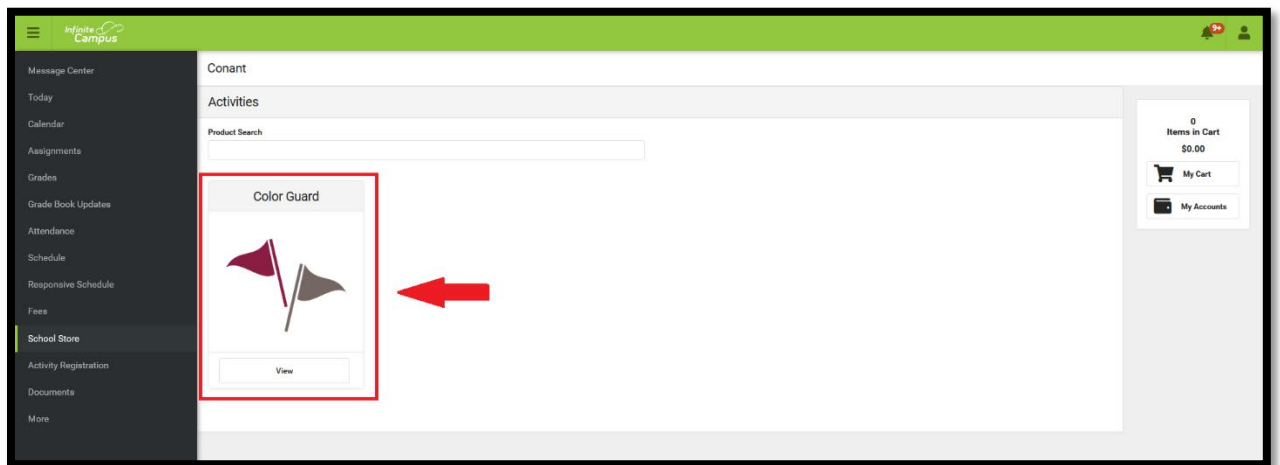 Infinite
Campus
9+
Message Center
Today
Calendar
Assignments
Grades
Grade Book Updates
Attendance
Schedule
Responsive Schedule
Fees
School Store
Activity Registration
Documents
More
Conant
Activities
Product Search
Color Guard
View
0
Items in Cart
$0.00
My Cart
My Accounts